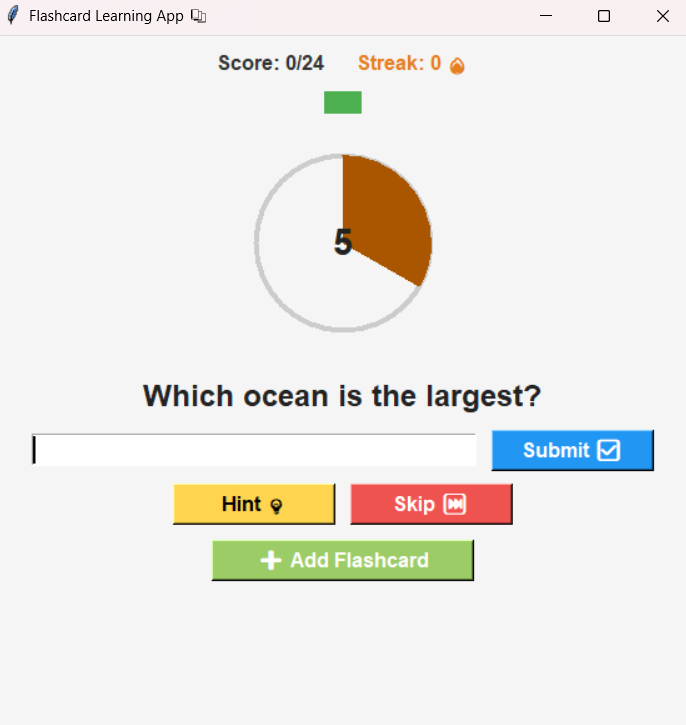 Flashcard Learning App
Score: 0/24 Streak: 0
5
Which ocean is the largest?
Submit
Hint Skip
Add Flashcard